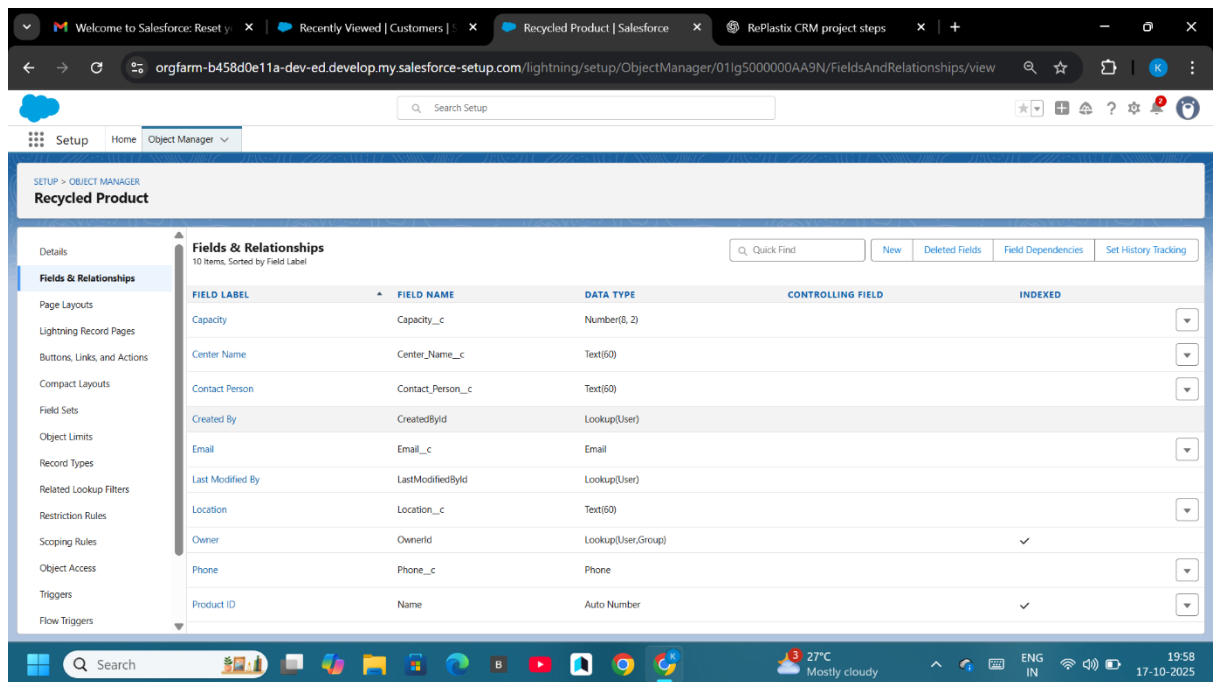 Welcome to Salesforce: Reset y
Recently Viewed | Customers | S
Recycled Product | Salesforce
RePlastix CRM project steps
orgfarm-b458d0e11a-dev-ed.develop.my.salesforce-setup.com/lightning/setup/ObjectManager/01Ig5000000AA9N/FieldsAndRelationships/view
K
Search Setup
2
Setup
Home
Object Manager
SETUP > OBJECT MANAGER
Recycled Product
Details
Fields & Relationships
Page Layouts
Lightning Record Pages
Buttons, Links, and Actions
Compact Layouts
Field Sets
Object Limits
Record Types
Related Lookup Filters
Restriction Rules
Scoping Rules
Object Access
Triggers
Flow Triggers
Fields & Relationships
10 Items, Sorted by Field Label
Quick Find
New
Deleted Fields
Field Dependencies
Set History Tracking
FIELD LABEL FIELD NAME DATA TYPE CONTROLLING FIELD INDEXED
Capacity Capacity__c Number(8, 2)
Center Name Center_Name__c Text(60)
Contact Person Contact_Person__c Text(60)
Created By CreatedById Lookup(User)
Email Email__c Email
Last Modified By LastModifiedById Lookup(User)
Location Location__c Text(60)
Owner OwnerId Lookup(User,Group)
Phone Phone__c Phone
Product ID Name Auto Number
Search
B
K
3
27°C
Mostly cloudy
ENG
IN
19:58
17-10-2025